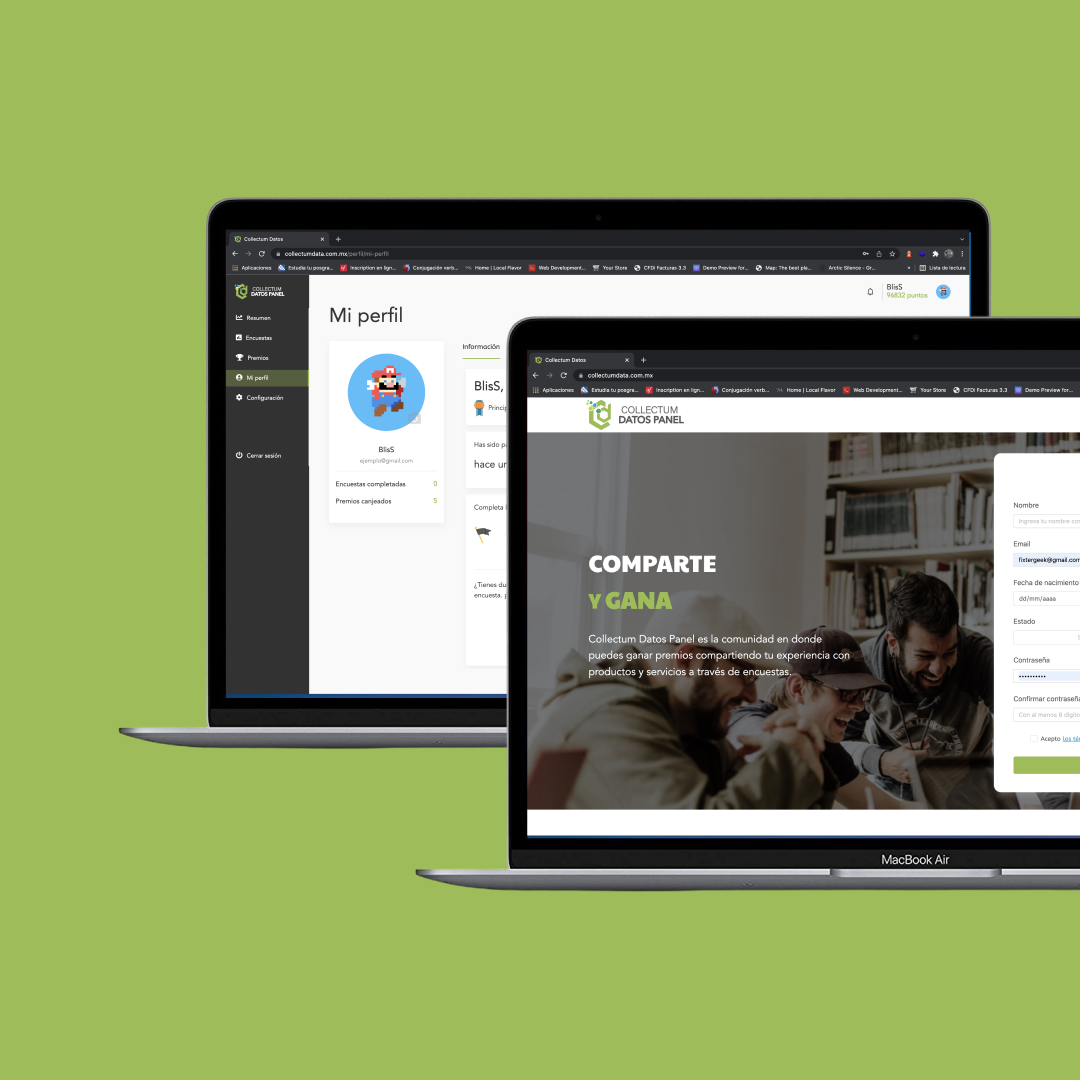 Collectum Datos
collectumdata.com.mx/perfil/mi-perfil
Aplicaciones
Estudia tu posgra...
Inscription en lign...
Conjugación verb...
Home | Local Flavor
Web Development...
Your Store
CFDi Facturas 3.3
Demo Preview for...
Map: The best ple...
Arctic Silence - Gr...
»
Lista de lectura
COLLECTUM
DATOS PANEL
BlisS
96832 puntos
Resumen
Encuestas
Premios
Mi perfil
Configuración
Cerrar sesión
Mi perfil
BlisS
ejemplo@gmail.com
Encuestas completadas 0
Premios canjeados 5
Información
BlisS,
Princip
Has sido pa
hace un
Completa l
¿Tienes du
encuesta.
Collectum Datos
collectumdata.com.mx
Aplicaciones
Estudia tu posgra...
Inscription en lign...
Conjugación verb...
Home | Local Flavor
Web Development...
Your Store
CFDi Facturas 3.3
Demo Preview for...
COLLECTUM
DATOS PANEL
COMPARTE
Y GANA
Collectum Datos Panel es la comunidad en donde
puedes ganar premios compartiendo tu experiencia con
productos y servicios a través de encuestas.
Nombre
Ingresa tu nombre con
Email
fixtergeek@gmail.com
Fecha de nacimiento
dd/mm/aaaa
Estado
Contraseña
••••••••••
Confirmar contraseña
Con al menos 8 dígito
Acepto los té
MacBook Air